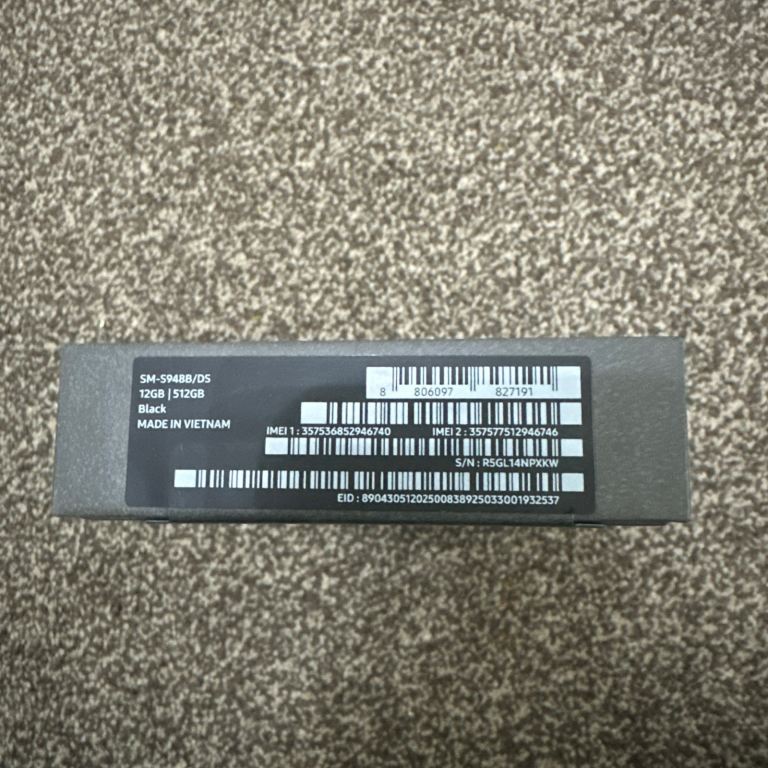 SM-S948B/DS
12GB | 512GB
Black
MADE IN VIETNAM
8 806097 827191
IMEI 1 : 357536852946740 IMEI 2 : 357577512946746
S/N : R5GL14NPXKW
EID : 89043051202500838925033001932537